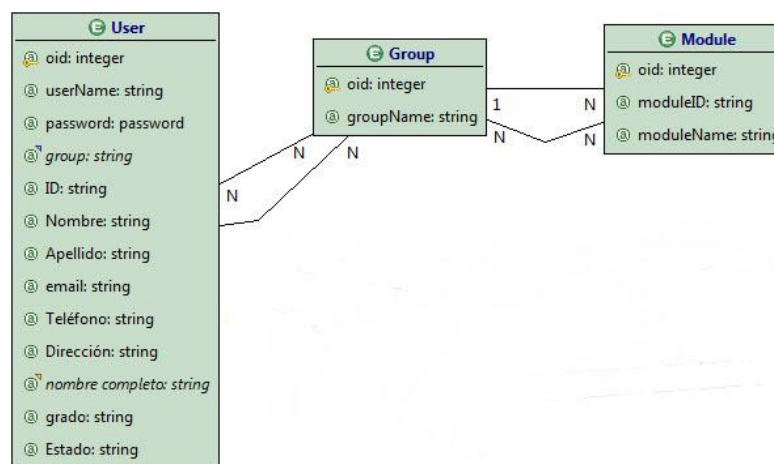 User
oid: integer
userName: string
password: password
group: string
ID: string
Nombre: string
Apellido: string
email: string
Teléfono: string
Dirección: string
nombre completo: string
grado: string
Estado: string
Group
oid: integer
groupName: string
Module
oid: integer
moduleID: string
moduleName: string
1
N
N
N
N
N
N